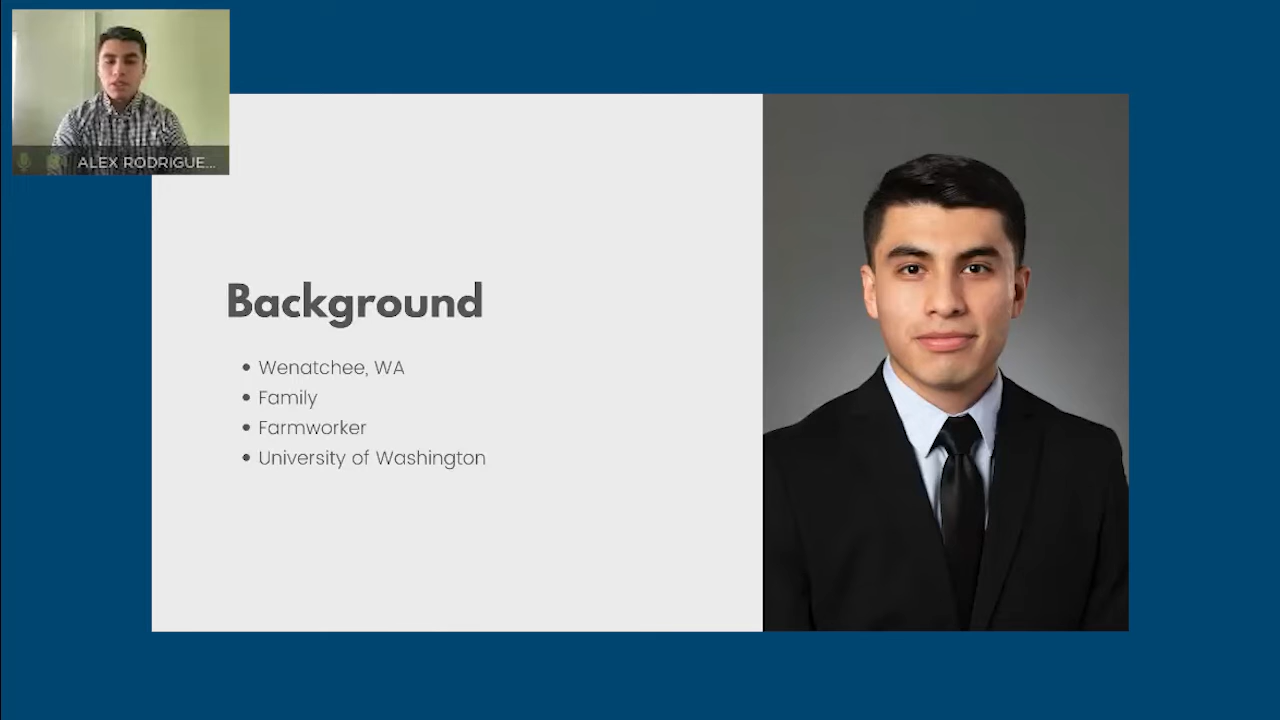 ALEX RODRIGUE...
Background
• Wenatchee, WA
• Family
• Farmworker
• University of Washington